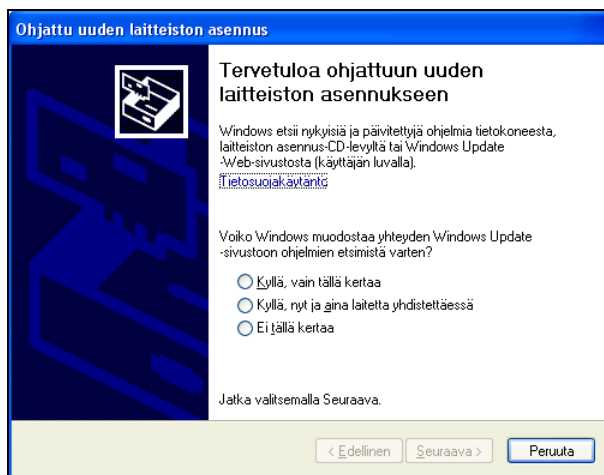 Ohjattu uuden laitteiston asennus
Tervetuloa ohjattuun uuden
laitteiston asennukseen
Windows etsii nykyisiä ja päivitettyjä ohjelmia tietokoneesta,
laitteiston asennus-CD-levyltä tai Windows Update
-Web-sivustosta (käyttäjän luvalla).
Tietosuojakäytäntö
Voiko Windows muodostaa yhteyden Windows Update
-sivustoon ohjelmien etsimistä varten?
Kyllä, vain tällä kertaa
Kyllä, nyt ja aina laitetta yhdistettäessä
Ei tällä kertaa
Jatka valitsemalla Seuraava.
< Edellinen Seuraava > Peruuta